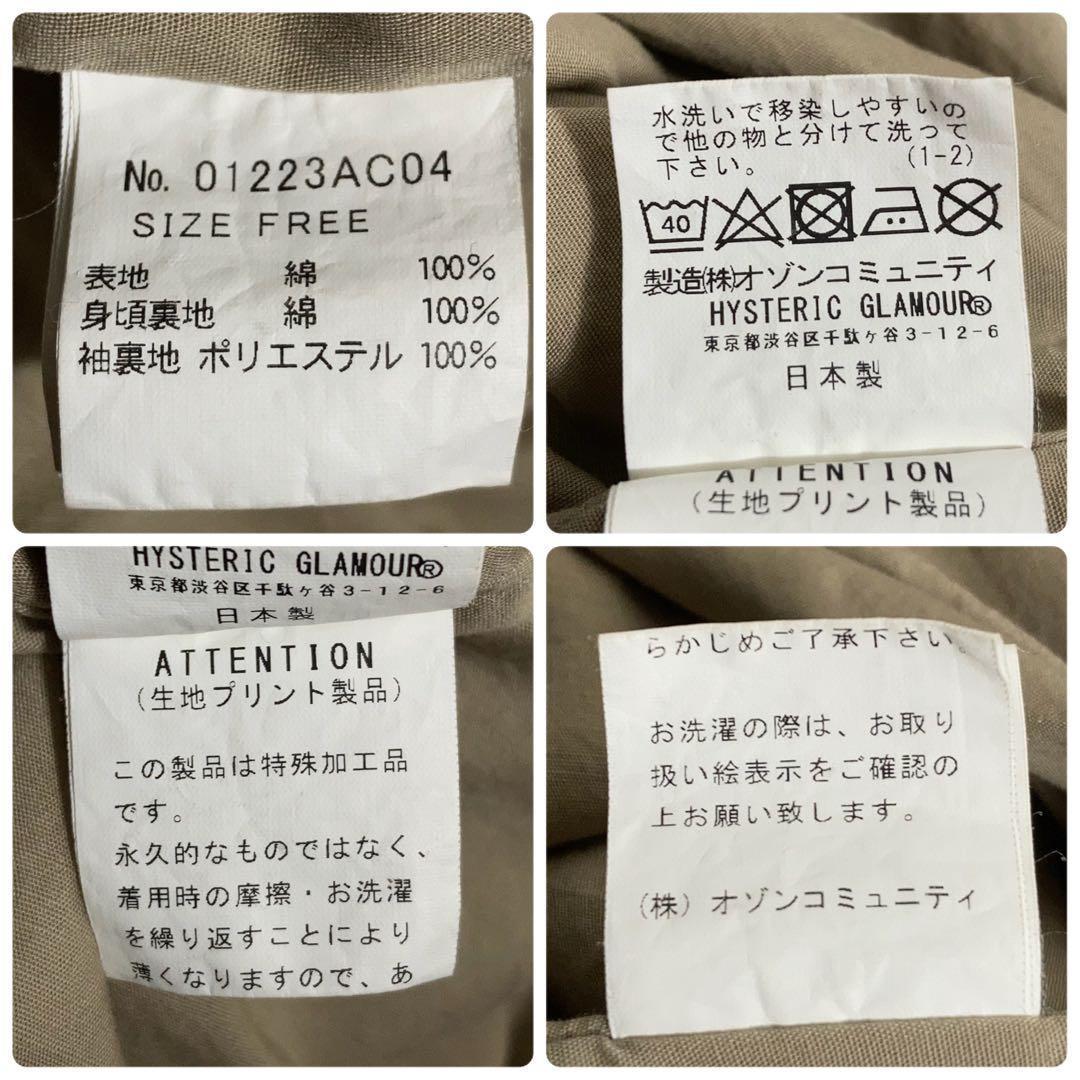 No. 01223AC04
SIZE FREE
表地 綿 100%
身頃裏地 綿 100%
袖裏地 ポリエステル 100%
水洗いで移染しやすいの
で他の物と分けて洗って
下さい。 (1-2)
40
製造(株)オゾンコミュニティ
HYSTERIC GLAMOUR®
東京都渋谷区千駄ヶ谷3-12-6
日本製
ATTENTION
(生地プリント製品)
HYSTERIC GLAMOUR®
東京都渋谷区千駄ヶ谷3-12-6
日本製
ATTENTION
(生地プリント製品)
この製品は特殊加工品
です。
永久的なものではなく、
着用時の摩擦・お洗濯
を繰り返すことにより
薄くなりますので、あ
らかじめご了承下さい。
お洗濯の際は、お取り
扱い絵表示をご確認の
上お願い致します。
(株)オゾンコミュニティ